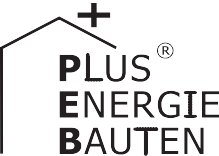 +
PLUS®
ENERGIE
BAUTEN